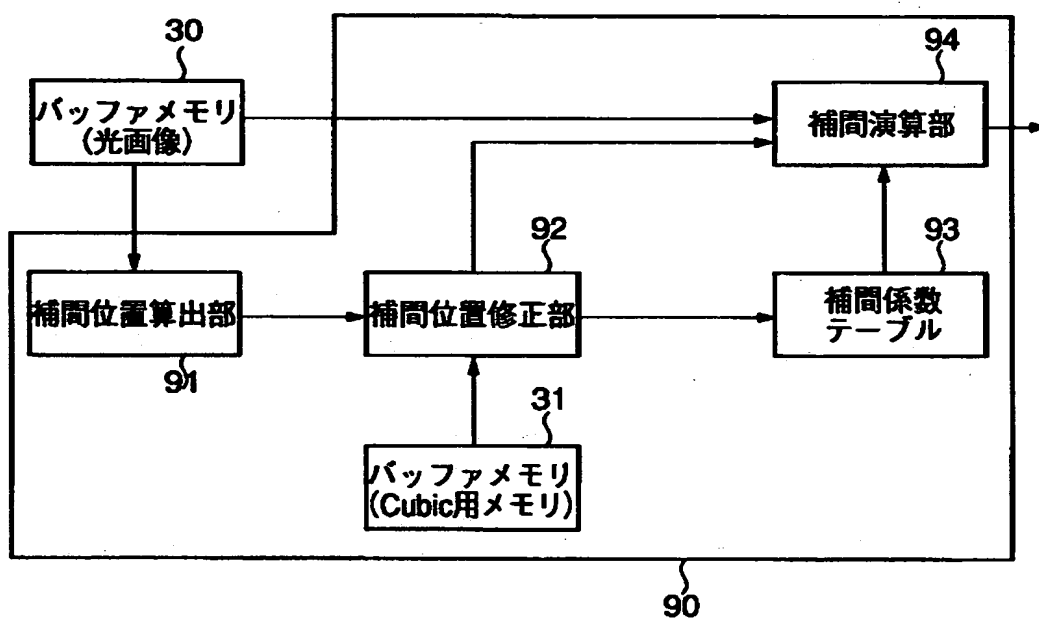 30
バッファメモリ
(光画像)
94
補間演算部
92
93
補間位置算出部
91
補間位置修正部
補間係数
テーブル
31
バッファメモリ
(Cubic用メモリ)
90